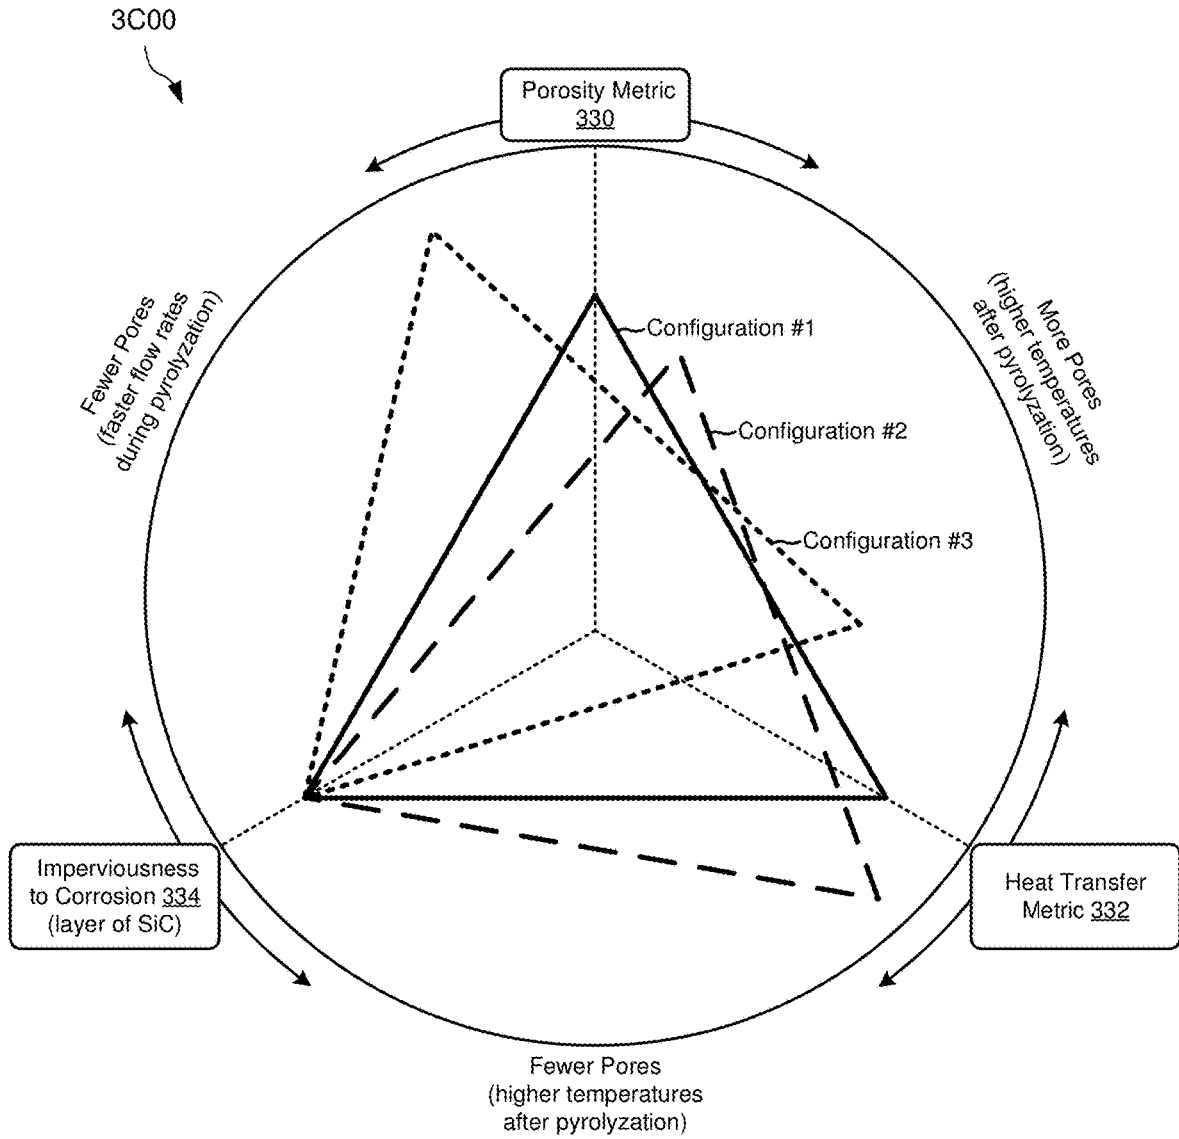 3C00
Porosity Metric
330
Fewer Pores
(faster flow rates
during pyrolyzation)
More Pores
(higher temperatures
after pyrolyzation)
Configuration #1
Configuration #2
Configuration #3
Imperviousness
to Corrosion 334
(layer of SiC)
Heat Transfer
Metric 332
Fewer Pores
(higher temperatures
after pyrolyzation)